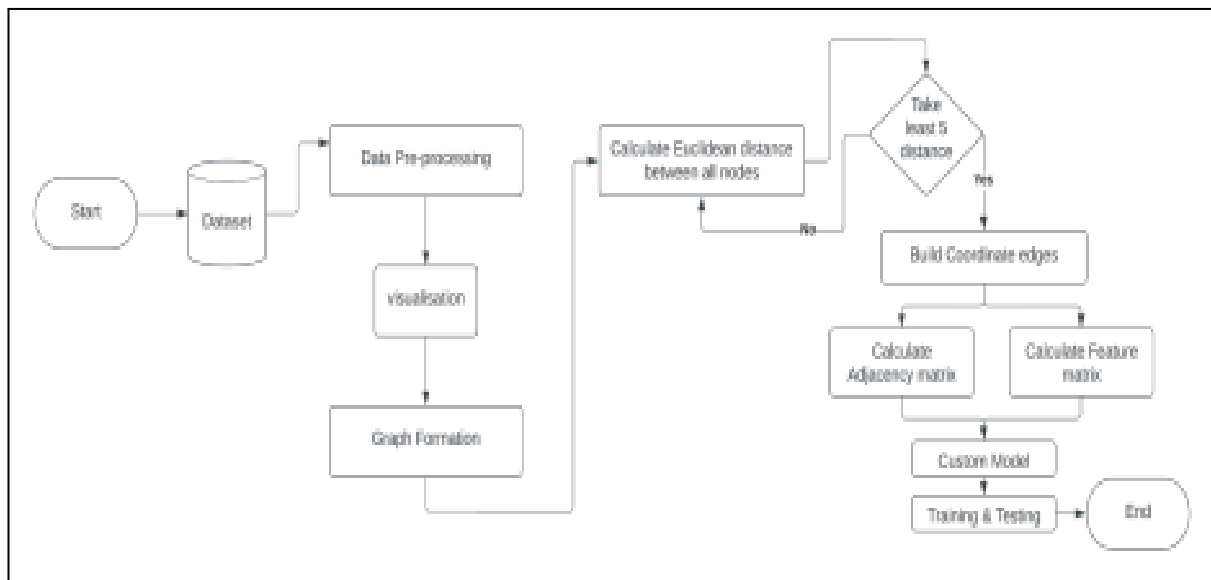 Start
Dataset
Data Pre-processing
visualisation
Graph Formation
Calculate Euclidean distance
between all nodes
Take
least 5
distance
No
Yes
Build Coordinate edges
Calculate
Adjacency matrix
Calculate Feature
matrix
Custom Model
Training & Testing
End